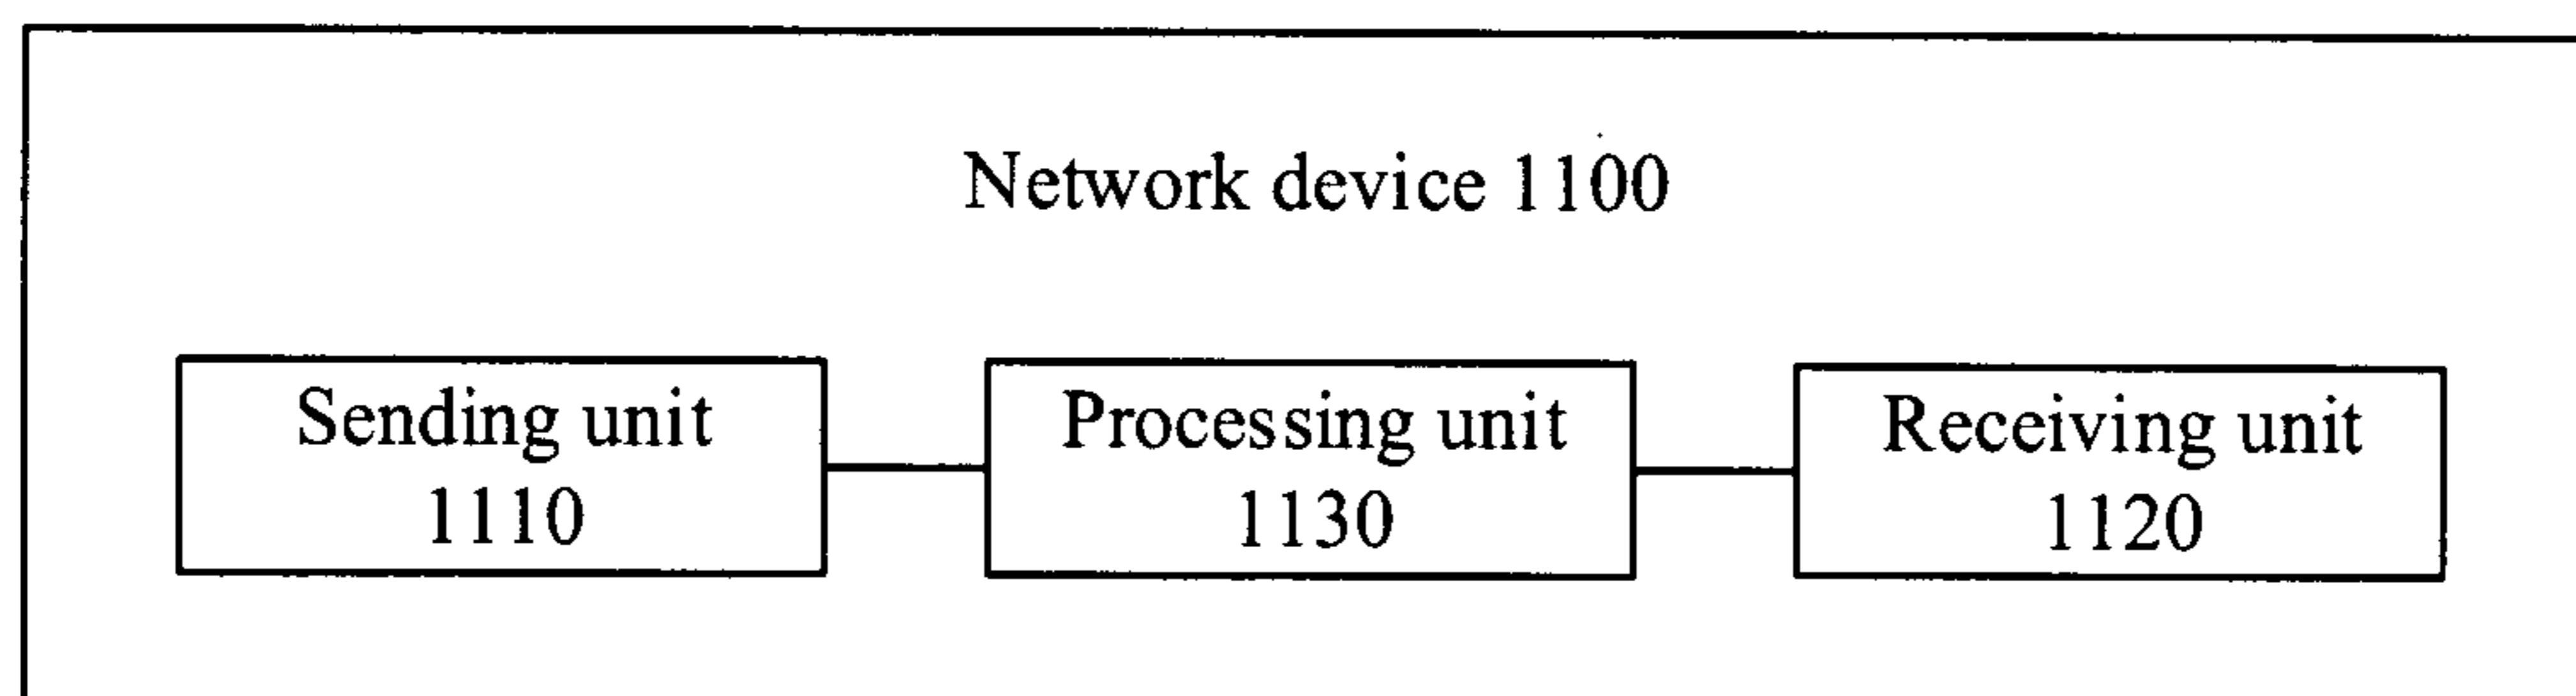 Network device 1100
Sending unit
1110
Processing unit
1130
Receiving unit
1120